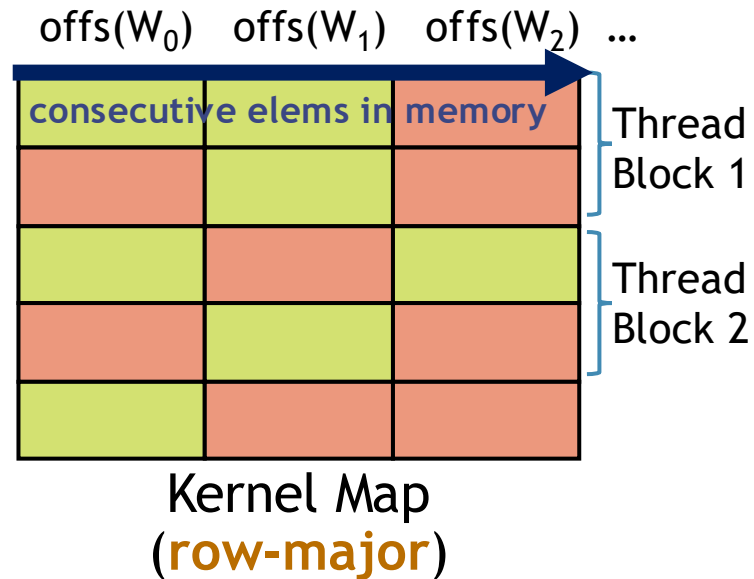 offs(W₀) offs(W₁) offs(W₂) ...
consecutive elems in memory
Thread
Block 1
Thread
Block 2
Kernel Map
(row-major)